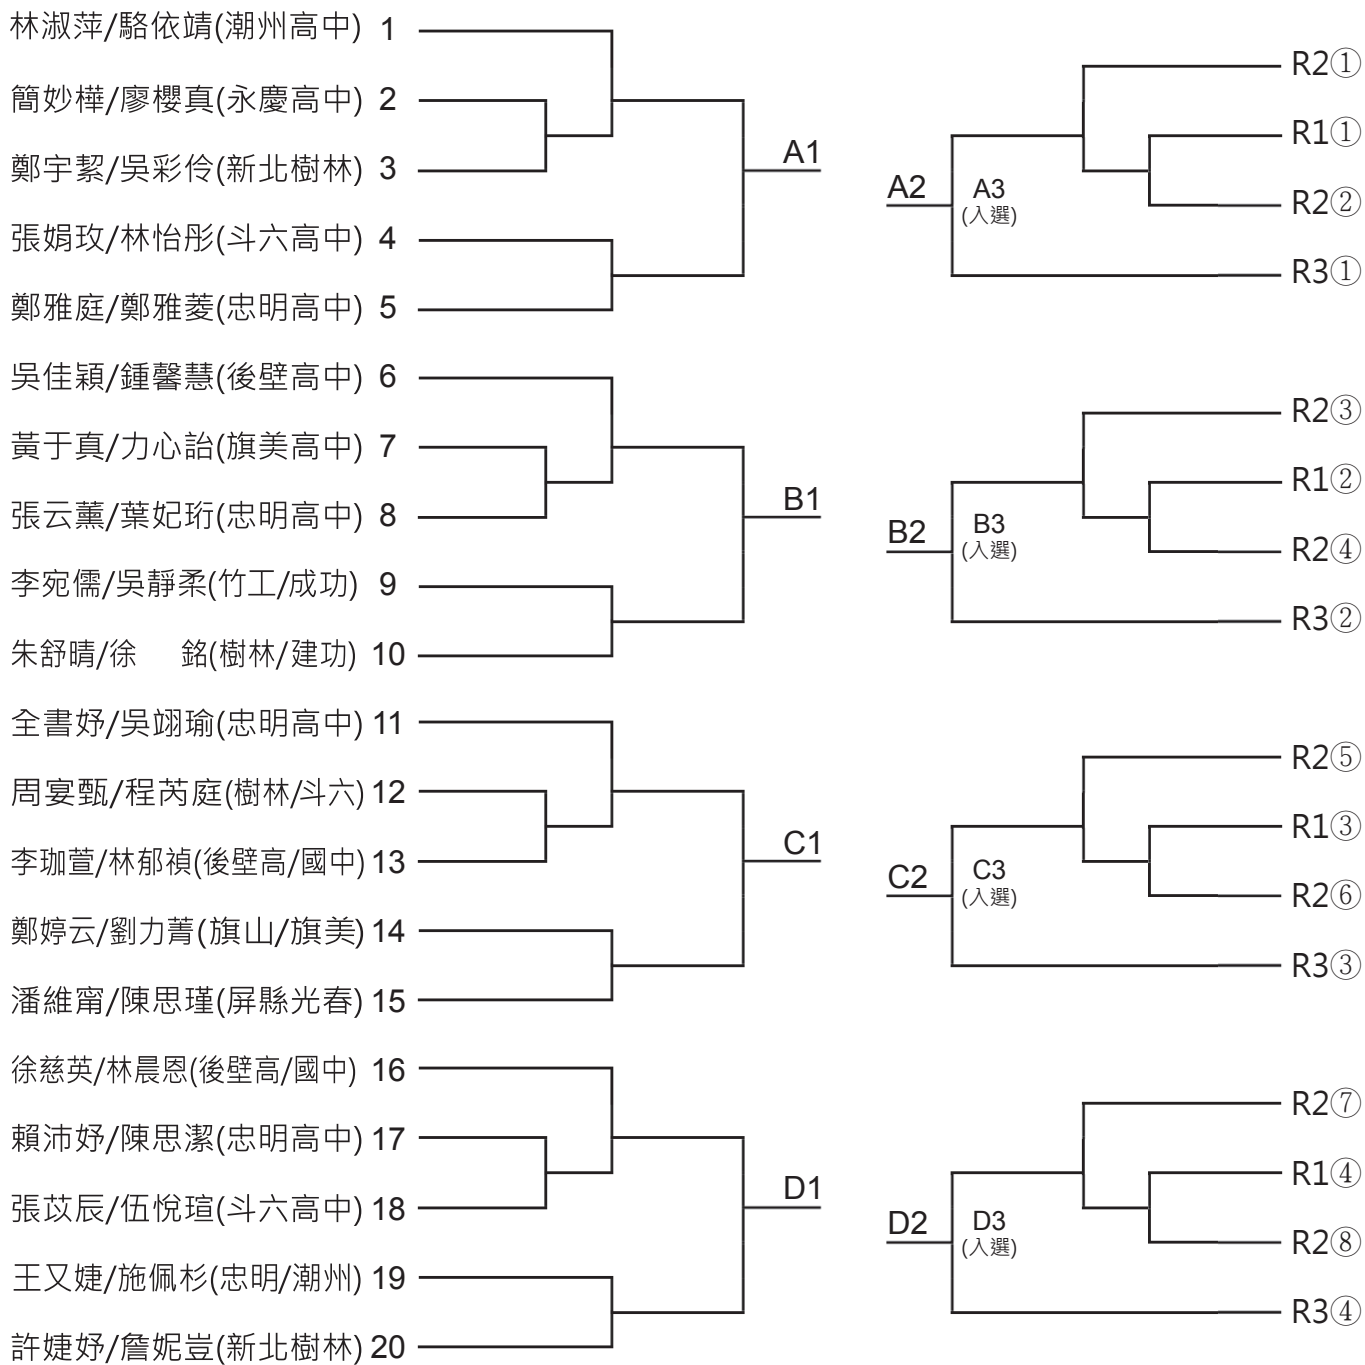 林淑萍/駱依靖(潮州高中) 1
簡妙樺/廖櫻真(永慶高中) 2
鄭宇絜/吳彩伶(新北樹林) 3
張娟玫/林怡彤(斗六高中) 4
鄭雅庭/鄭雅菱(忠明高中) 5
吳佳穎/鍾馨慧(後壁高中) 6
黃于真/力心詒(旗美高中) 7
張云薰/葉妃珩(忠明高中) 8
李宛儒/吳靜柔(竹工/成功) 9
朱舒晴/徐 銘(樹林/建功) 10
全書妤/吳翊瑜(忠明高中) 11
周宴甄/程芮庭(樹林/斗六) 12
李珈萱/林郁禎(後壁高/國中) 13
鄭婷云/劉力菁(旗山/旗美) 14
潘維甯/陳思瑾(屏縣光春) 15
徐慈英/林晨恩(後壁高/國中) 16
賴沛妤/陳思潔(忠明高中) 17
張苡辰/伍悅瑄(斗六高中) 18
王又婕/施佩杉(忠明/潮州) 19
許婕妤/詹妮豈(新北樹林) 20
A1
B1
C1
D1
R2①
R1①
A2
A3
(入選)
R2②
R3①
R2③
R1②
B2
B3
(入選)
R2④
R3②
R2⑤
R1③
C2
C3
(入選)
R2⑥
R3③
R2⑦
R1④
D2
D3
(入選)
R2⑧
R3④